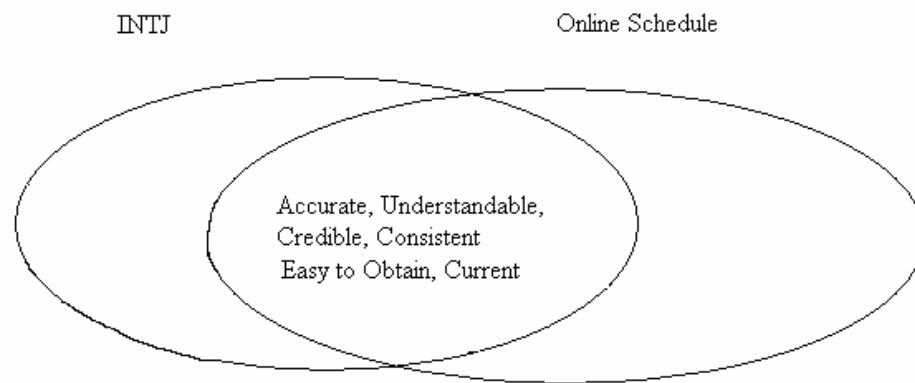 INTJ
Online Schedule
Accurate, Understandable,
Credible, Consistent
Easy to Obtain, Current